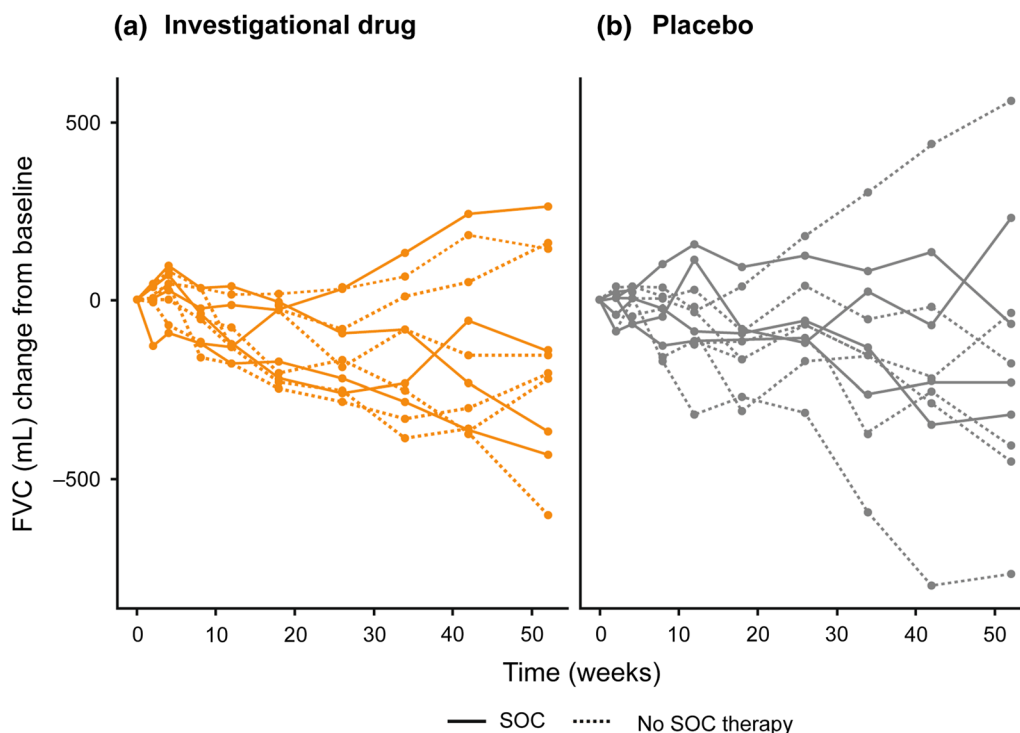 (a) Investigational drug
(b) Placebo
FVC (mL) change from baseline
500
0
–500
0 10 20 30 40 50
0 10 20 30 40 50
Time (weeks)
SOC
No SOC therapy